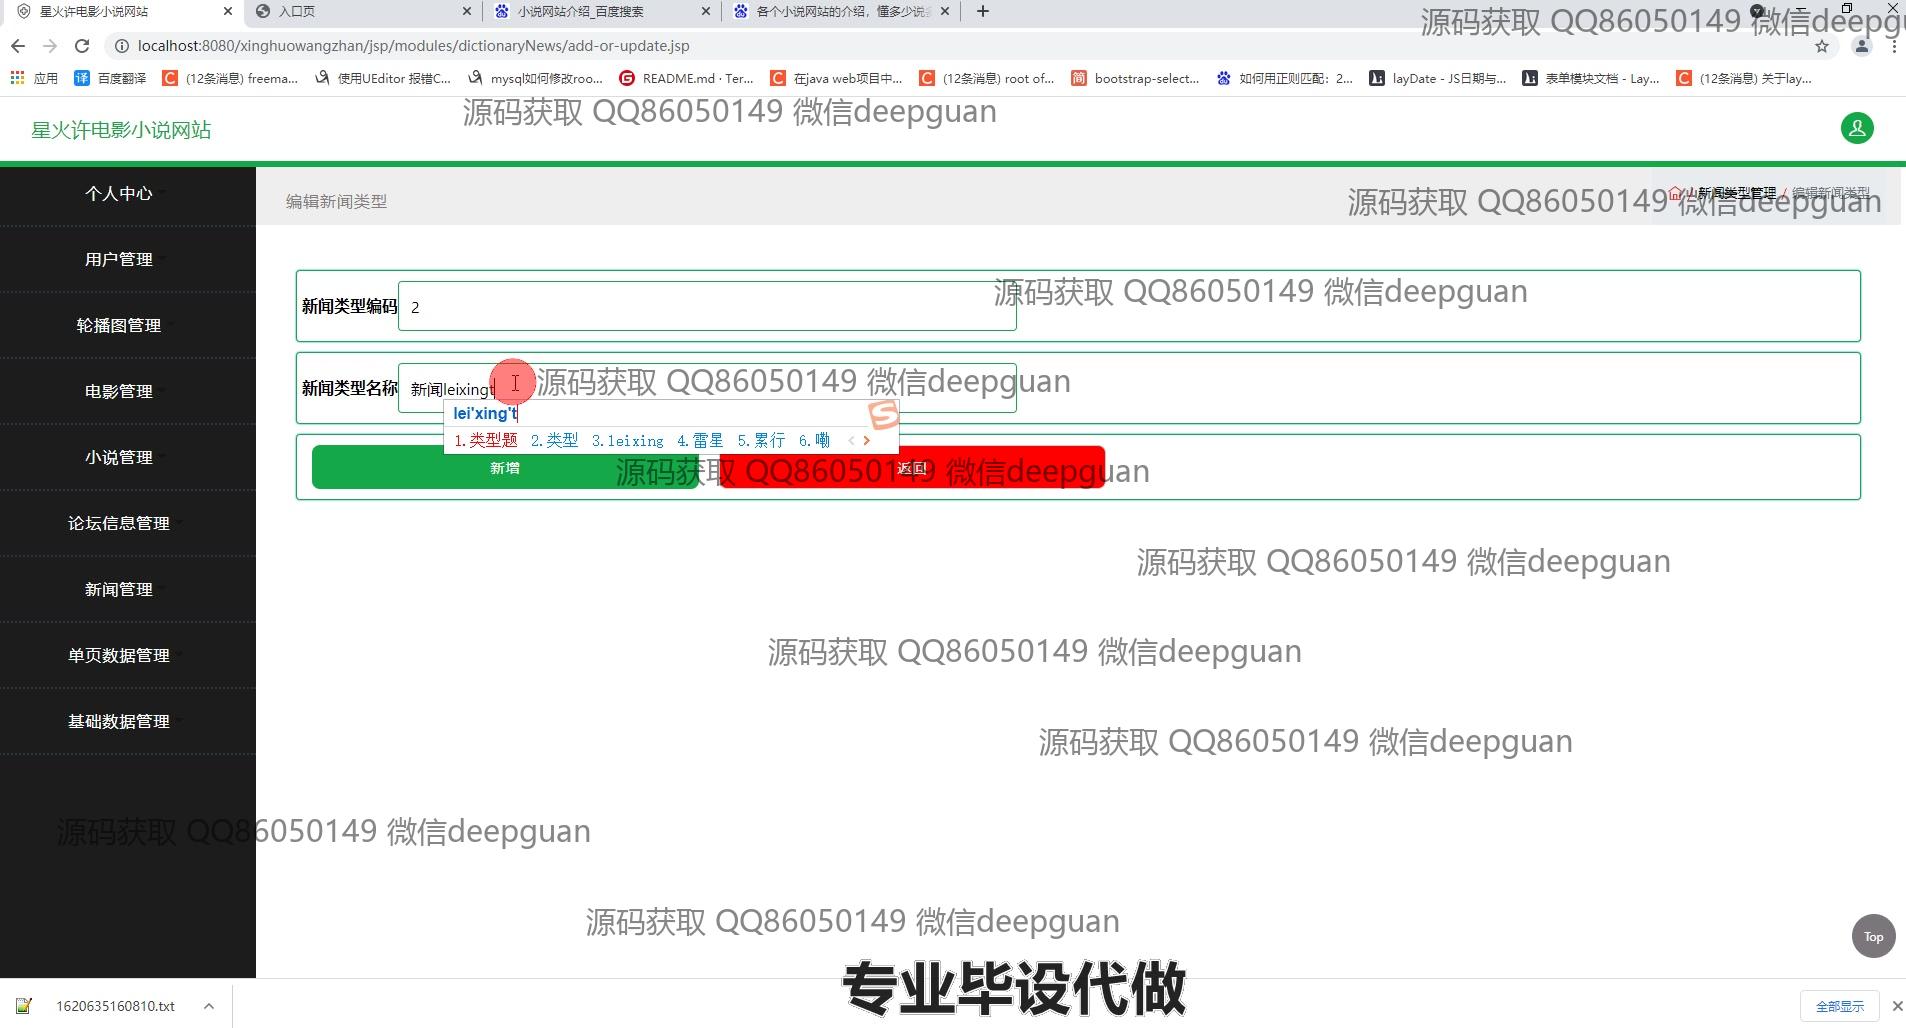 星火许电影小说网站
入口页
小说网站介绍_百度搜索
各个小说网站的介绍，懂多少说多
源码获取 QQ86050149 微信deepgu
localhost:8080/xinghuowangzhan/jsp/modules/dictionaryNews/add-or-update.jsp
应用
百度翻译
(12条消息) freema...
使用UEditor 报错C...
mysql如何修改roo...
README.md · Ter...
在java web项目中...
(12条消息) root of...
bootstrap-select...
如何用正则匹配：2...
layDate - JS日期与...
表单模块文档 - Lay...
(12条消息) 关于lay...
源码获取 QQ86050149 微信deepguan
星火许电影小说网站
个人中心
编辑新闻类型
新闻类型管理 / 编辑新闻类型
源码获取 QQ86050149 微信deepguan
用户管理
新闻类型编码
2
源码获取 QQ86050149 微信deepguan
轮播图管理
新闻类型名称
新闻leixingt
源码获取 QQ86050149 微信deepguan
电影管理
lei'xing't
1.类型题 2.类型 3.leixing 4.雷星 5.累行 6.嘞
小说管理
新增
返回
源码获取 QQ86050149 微信deepguan
论坛信息管理
源码获取 QQ86050149 微信deepguan
新闻管理
单页数据管理
源码获取 QQ86050149 微信deepguan
基础数据管理
源码获取 QQ86050149 微信deepguan
源码获取 QQ86050149 微信deepguan
源码获取 QQ86050149 微信deepguan
Top
专业毕设代做
1620635160810.txt
全部显示